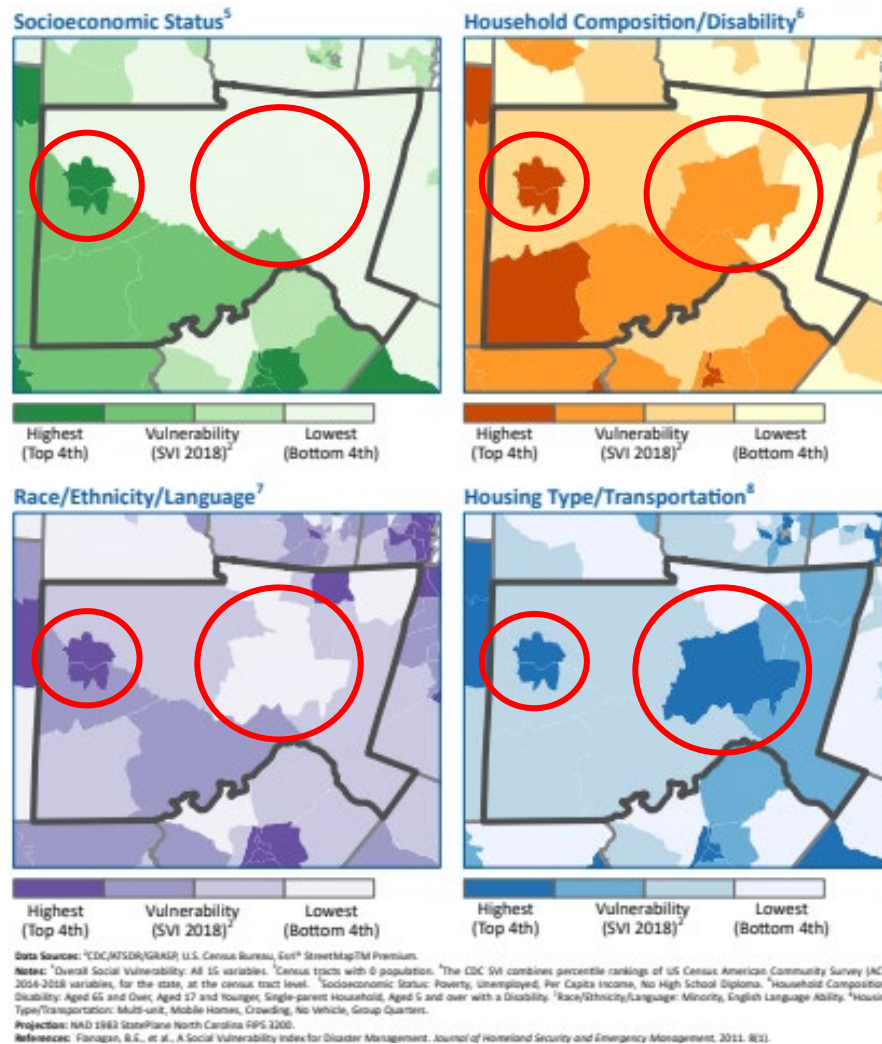 Socioeconomic Status⁵
Household Composition/Disability⁶
Highest (Top 4th)
Vulnerability (SVI 2018)²
Lowest (Bottom 4th)
Highest (Top 4th)
Vulnerability (SVI 2018)²
Lowest (Bottom 4th)
Race/Ethnicity/Language⁷
Housing Type/Transportation⁸
Highest (Top 4th)
Vulnerability (SVI 2018)²
Lowest (Bottom 4th)
Highest (Top 4th)
Vulnerability (SVI 2018)²
Lowest (Bottom 4th)
Data Sources: ²CDC/ATSDR/GRASP, U.S. Census Bureau, Esri® StreetMapTM Premium.
Notes: ¹Overall Social Vulnerability: All 15 variables. ³Census tracts with 0 population. ⁴The CDC SVI combines percentile rankings of US Census American Community Survey (AC
2014-2018 variables, for the state, at the census tract level. ⁵Socioeconomic Status: Poverty, Unemployed, Per Capita Income, No High School Diploma. ⁶Household Compositio
Disability: Aged 65 and Over, Aged 17 and Younger, Single-parent Household, Aged 5 and over with a Disability. ⁷Race/Ethnicity/Language: Minority, English Language Ability. ⁸Housin
Type/Transportation: Multi-unit, Mobile Homes, Crowding, No Vehicle, Group Quarters.
Projection: NAD 1983 StatePlane North Carolina FIPS 3200.
References: Flanagan, B.E., et al., A Social Vulnerability Index for Disaster Management. Journal of Homeland Security and Emergency Management, 2011. 8(1).